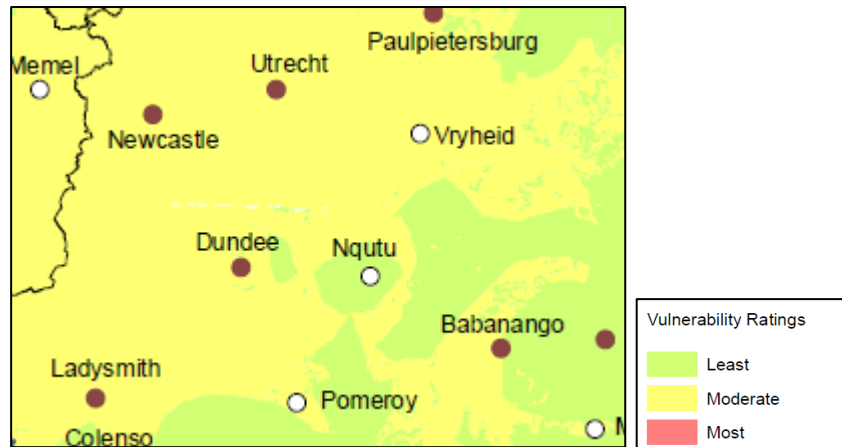 Paulpietersburg
Memel
Utrecht
Newcastle
Vryheid
Dundee
Nqutu
Babanango
Vulnerability Ratings
Least
Ladysmith
Moderate
Pomeroy
Most
Colenso